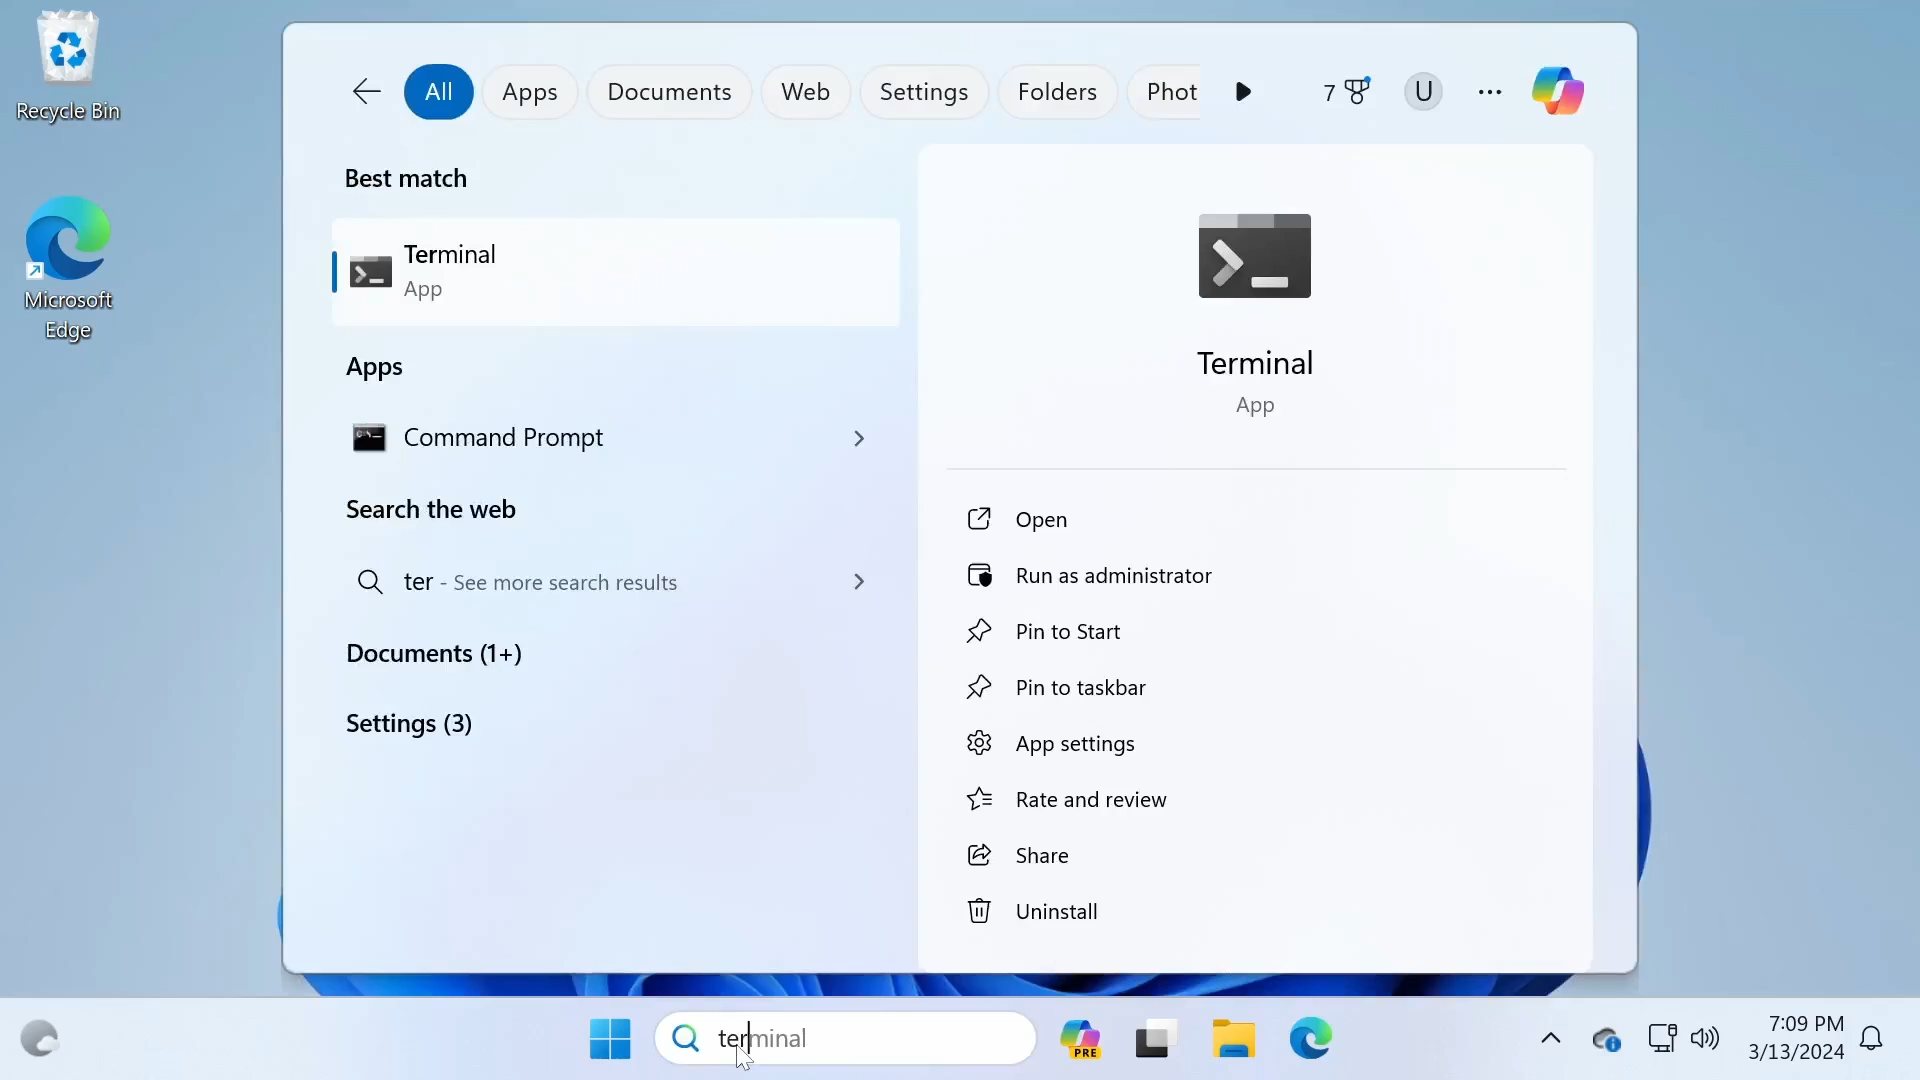 Recycle Bin
Microsoft
Edge
All
Apps
Documents
Web
Settings
Folders
Phot
7
U
Best match
Terminal
App
Apps
Command Prompt
Search the web
ter - See more search results
Documents (1+)
Settings (3)
Terminal
App
Open
Run as administrator
Pin to Start
Pin to taskbar
App settings
Rate and review
Share
Uninstall
terminal
PRE
7:09 PM
3/13/2024